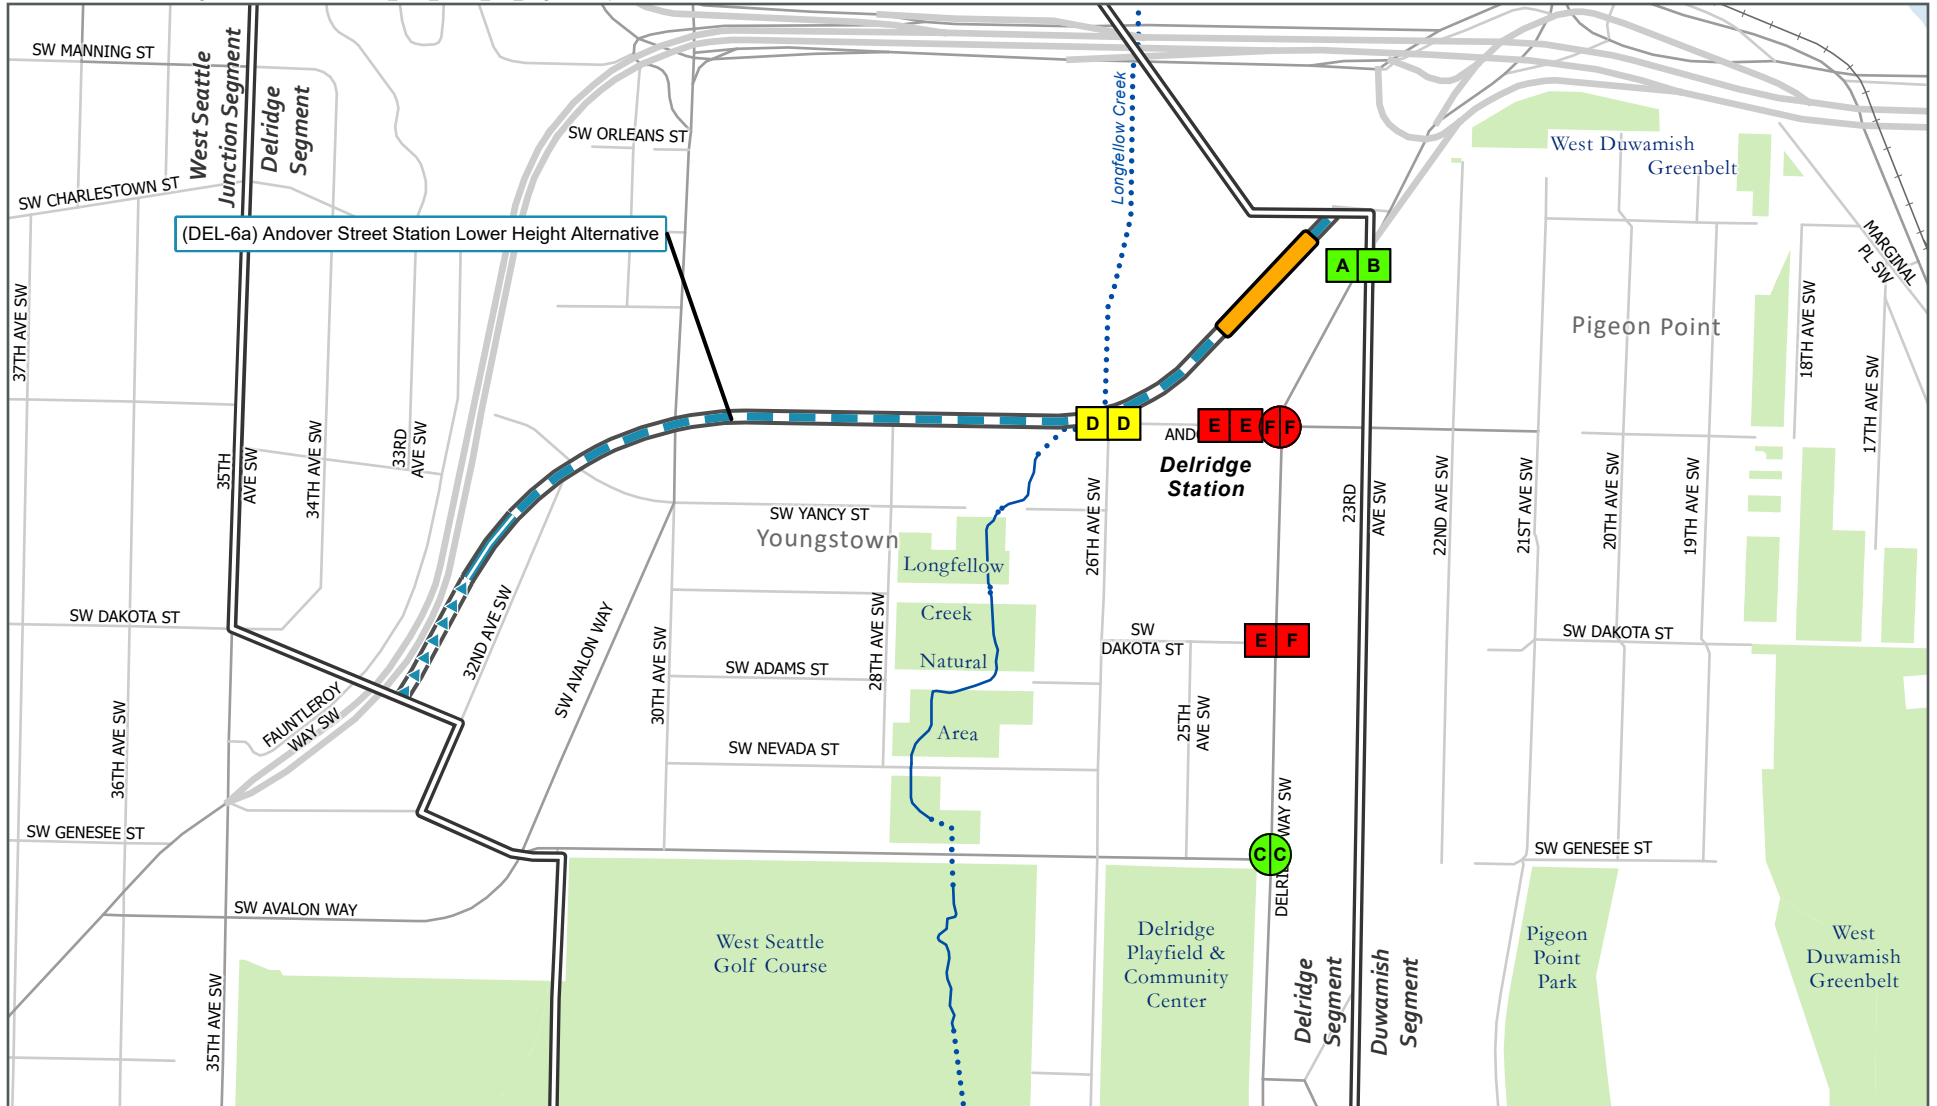 SW MANNING ST
West Seattle
Junction Segment
Delridge
Segment
SW ORLEANS ST
Longfellow Creek
West Duwamish
Greenbelt
SW CHARLESTOWN ST
(DEL-6a) Andover Street Station Lower Height Alternative
A B
MARGINAL
PL SW
37TH AVE SW
Pigeon Point
18TH AVE SW
17TH AVE SW
35TH
AVE SW
34TH AVE SW
33RD
AVE SW
D D
AND
E E F F
Delridge
Station
26TH AVE SW
23RD
AVE SW
22ND AVE SW
21ST AVE SW
20TH AVE SW
19TH AVE SW
SW YANCY ST
Youngstown
Longfellow
Creek
Natural
Area
SW DAKOTA ST
32ND AVE SW
SW AVALON WAY
30TH AVE SW
28TH AVE SW
SW
DAKOTA ST
E F
SW DAKOTA ST
SW ADAMS ST
36TH AVE SW
FAUNTLEROY
WAY SW
25TH
AVE SW
SW NEVADA ST
SW GENESEE ST
C C
DELRI WAY SW
SW GENESEE ST
SW AVALON WAY
35TH AVE SW
West Seattle
Golf Course
Delridge
Playfield &
Community
Center
Delridge
Segment
Duwamish
Segment
Pigeon
Point
Park
West
Duwamish
Greenbelt